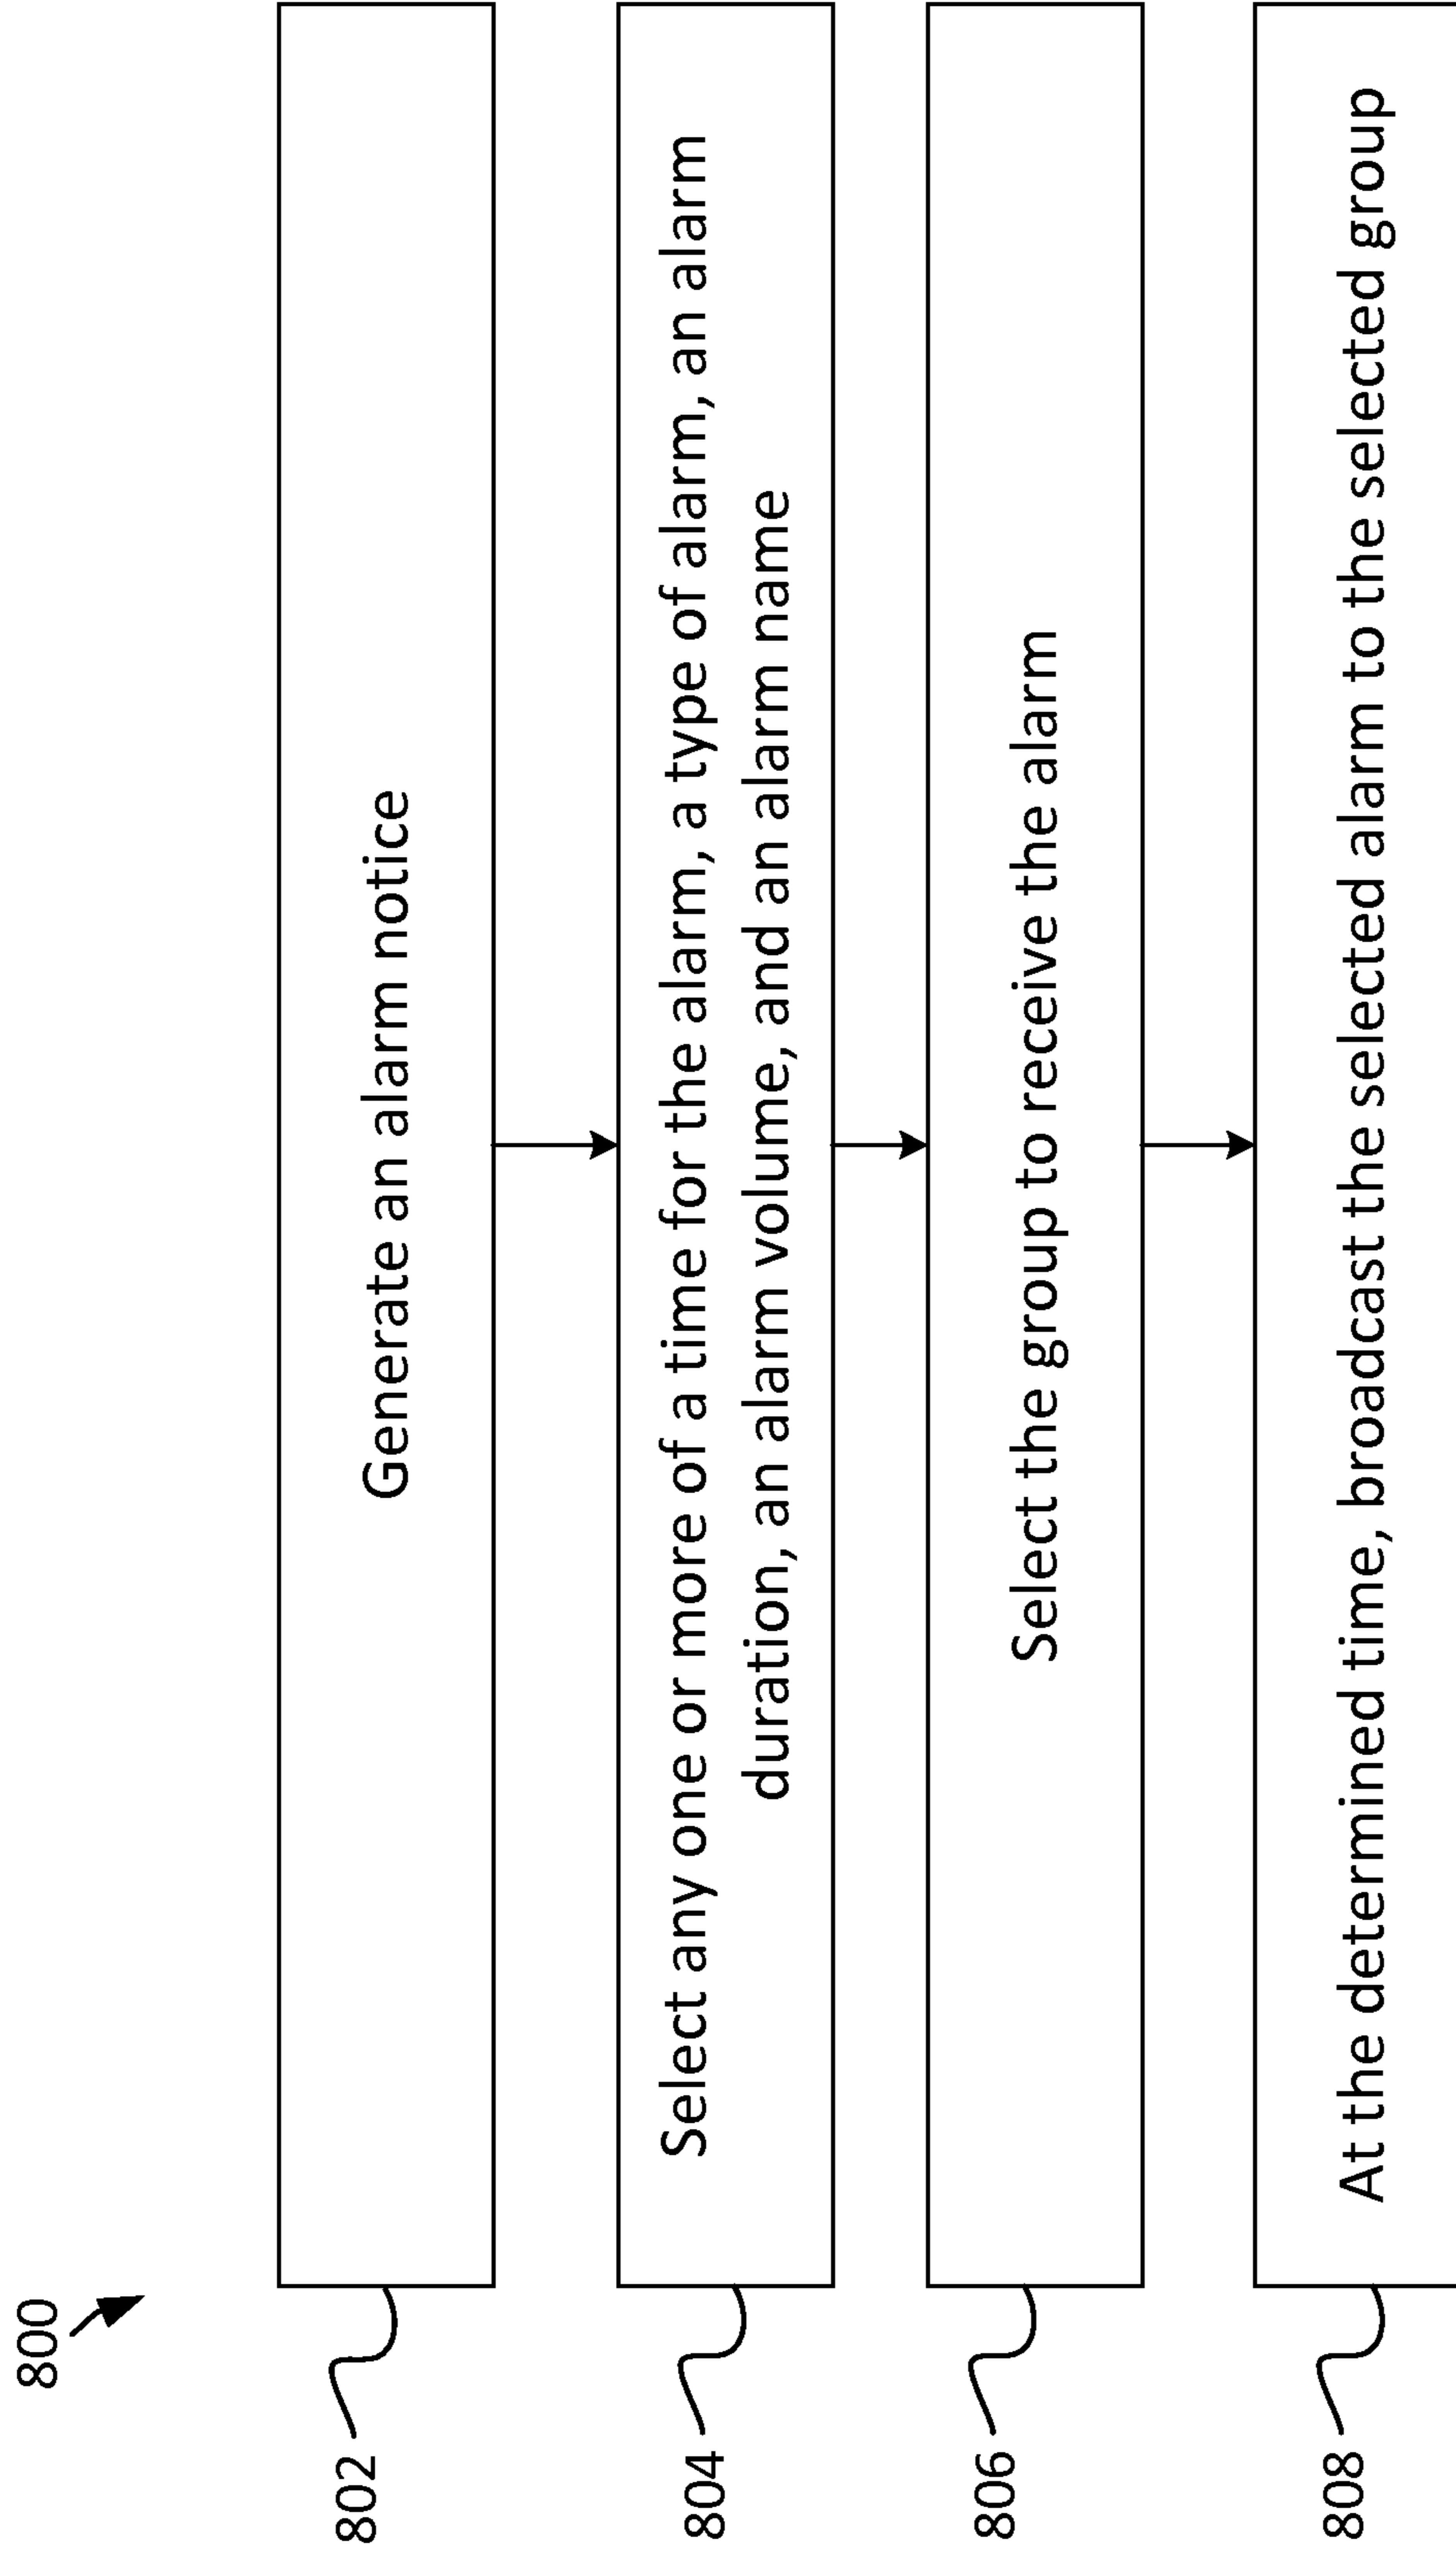 800
802
Generate an alarm notice
804
Select any one or more of a time for the alarm, a type of alarm, an alarm
duration, an alarm volume, and an alarm name
806
Select the group to receive the alarm
808
At the determined time, broadcast the selected alarm to the selected group